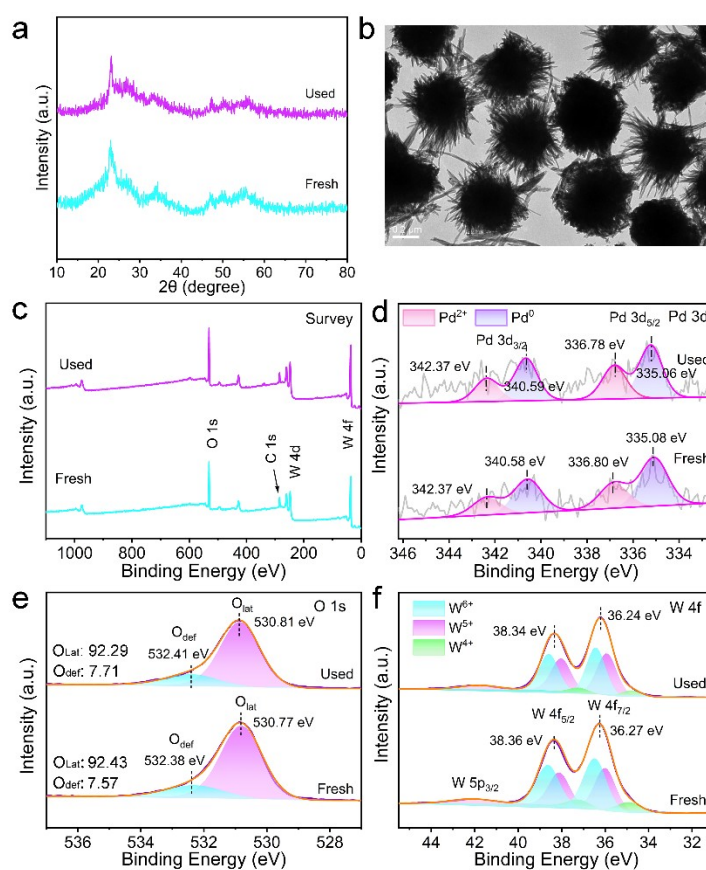 a
Used
Fresh
Intensity (a.u.)
10 20 30 40 50 60 70 80
2θ (degree)
b
0.2 μm
c
Survey
Used
Fresh
O 1s
C 1s
W 4d
W 4f
Intensity (a.u.)
1000 800 600 400 200 0
Binding Energy (eV)
d
Pd²⁺ Pd⁰
Pd 3d₅/₂ Pd 3d
Pd 3d₃/₂
Used
342.37 eV
340.59 eV
336.78 eV
335.06 eV
Fresh
342.37 eV
340.58 eV
336.80 eV
335.08 eV
Intensity (a.u.)
346 344 342 340 338 336 334
Binding Energy (eV)
e
O 1s
Olat
530.81 eV
Odef
532.41 eV
OLat: 92.29
Odef: 7.71
Used
Olat
530.77 eV
Odef
532.38 eV
OLat: 92.43
Odef: 7.57
Fresh
Intensity (a.u.)
536 534 532 530 528
Binding Energy (eV)
f
W⁶⁺
W⁵⁺
W⁴⁺
W 4f
38.34 eV
36.24 eV
Used
W 4f₅/₂
W 4f₇/₂
38.36 eV
36.27 eV
W 5p₃/₂
Fresh
Intensity (a.u.)
44 42 40 38 36 34 32
Binding Energy (eV)